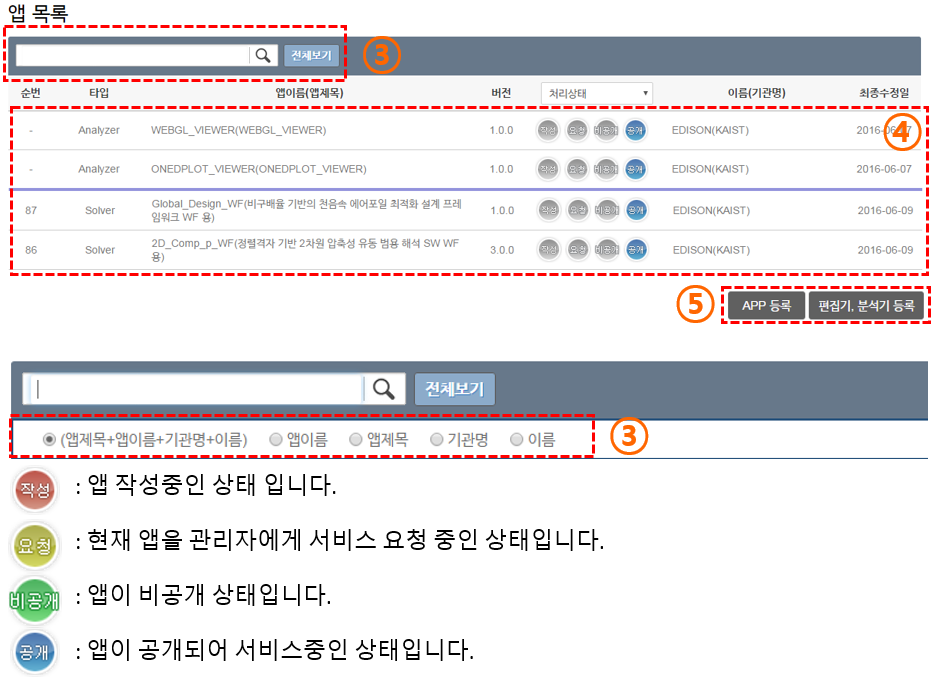 앱 목록
전체보기 ③
순번 타입 앱이름(앱제목) 버전 처리상태 이름(기관명) 최종수정일
④
- Analyzer WEBGL_VIEWER(WEBGL_VIEWER) 1.0.0 작성 요청 비공개 공개 EDISON(KAIST) 2016-06-07
- Analyzer ONEDPLOT_VIEWER(ONEDPLOT_VIEWER) 1.0.0 작성 요청 비공개 공개 EDISON(KAIST) 2016-06-07
87 Solver Global_Design_WF(비구배율 기반의 천음속 에어포일 최적화 설계 프레
임워크 WF 용) 1.0.0 작성 요청 비공개 공개 EDISON(KAIST) 2016-06-09
86 Solver 2D_Comp_p_WF(정렬격자 기반 2차원 압축성 유동 범용 해석 SW WF
용) 3.0.0 작성 요청 비공개 공개 EDISON(KAIST) 2016-06-09
⑤ APP 등록 편집기, 분석기 등록
전체보기
(앱제목+앱이름+기관명+이름) 앱이름 앱제목 기관명 이름 ③
작성 : 앱 작성중인 상태 입니다.
요청 : 현재 앱을 관리자에게 서비스 요청 중인 상태입니다.
비공개 : 앱이 비공개 상태입니다.
공개 : 앱이 공개되어 서비스중인 상태입니다.